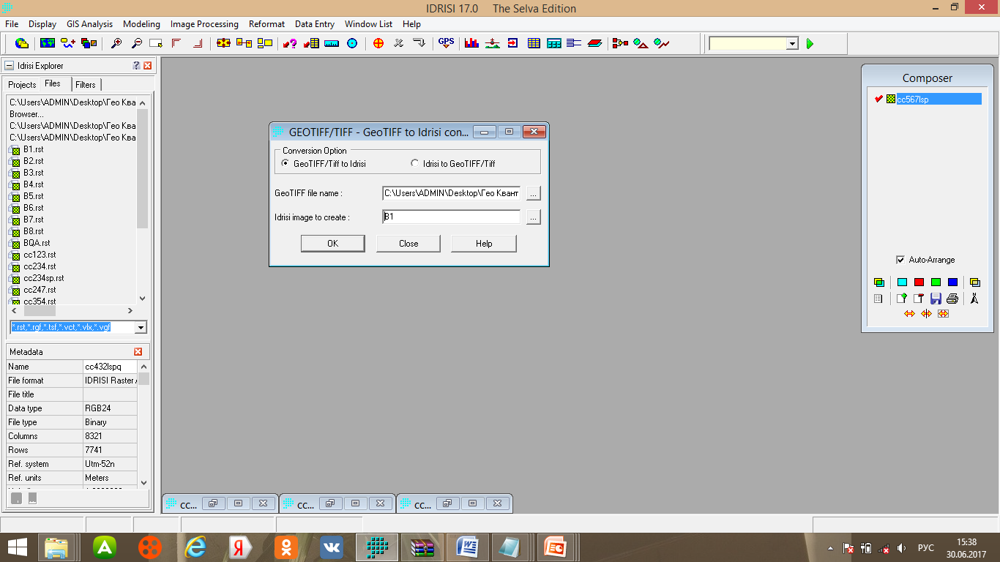 IDRISI 17.0 The Selva Edition
File Display GIS Analysis Modeling Image Processing Reformat Data Entry Window List Help
GPS
Idrisi Explorer
Projects Files Filters
C:\Users\ADMIN\Desktop\Гео Ква
Browser...
C:\Users\ADMIN\Desktop\Гео Ква
C:\Users\ADMIN\Desktop\Гео Ква
B1.rst
B2.rst
B3.rst
B4.rst
B5.rst
B6.rst
B7.rst
B8.rst
BQA.rst
cc123.rst
cc234.rst
cc234sp.rst
cc247.rst
cc354.rst
*.rst,*.rgf,*.tsf,*.vct,*.vlx,*.vgf
Metadata
Name cc432lspq
File format IDRISI Raster A
File title
Data type RGB24
File type Binary
Columns 8321
Rows 7741
Ref. system Utm-52n
Ref. units Meters
GEOTIFF/TIFF - GeoTIFF to Idrisi con...
Conversion Option
GeoTIFF/Tiff to Idrisi Idrisi to GeoTIFF/Tiff
GeoTIFF file name : C:\Users\ADMIN\Desktop\Гео Квант ...
Idrisi image to create : B1 ...
OK Close Help
Composer
cc567lsp
Auto-Arrange
cc... cc... cc...
РУС
15:38
30.06.2017